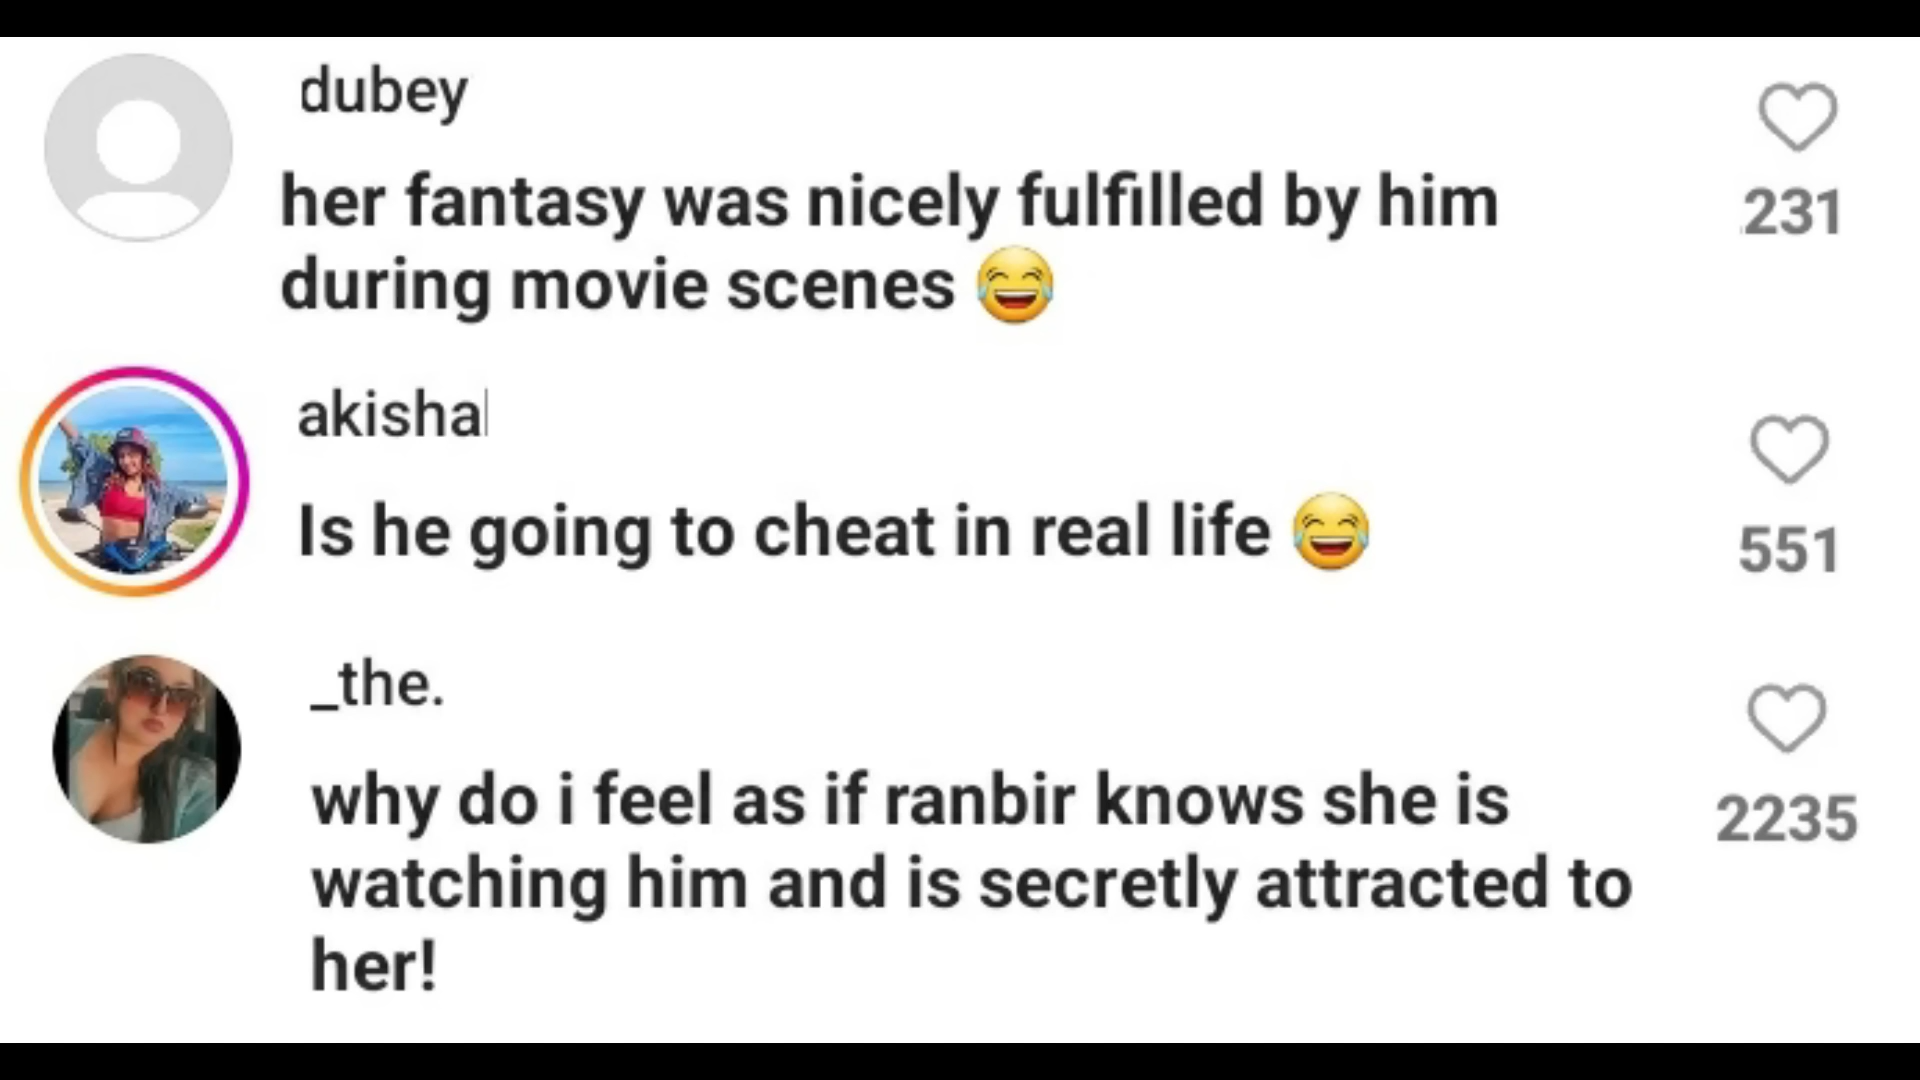 dubey
her fantasy was nicely fulfilled by him
during movie scenes 😂
231
akisha
Is he going to cheat in real life 😂
551
_the.
why do i feel as if ranbir knows she is
watching him and is secretly attracted to
her!
2235